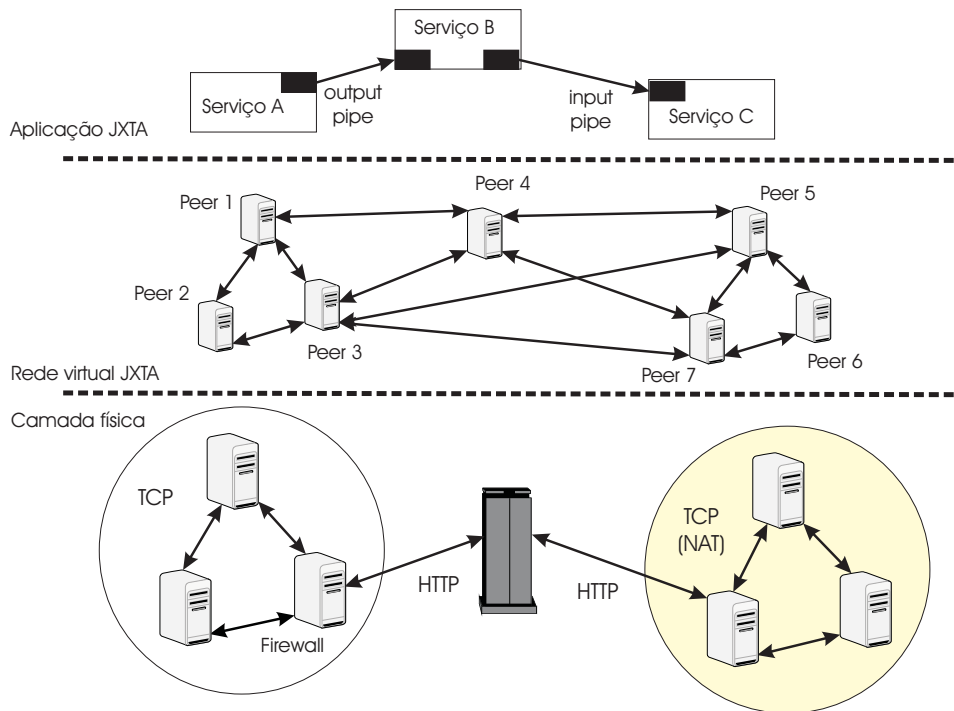 Serviço B
Serviço A
output
pipe
input
pipe
Serviço C
Aplicação JXTA
Peer 1
Peer 4
Peer 5
Peer 2
Peer 3
Peer 7
Peer 6
Rede virtual JXTA
Camada física
TCP
TCP
(NAT)
HTTP
HTTP
Firewall